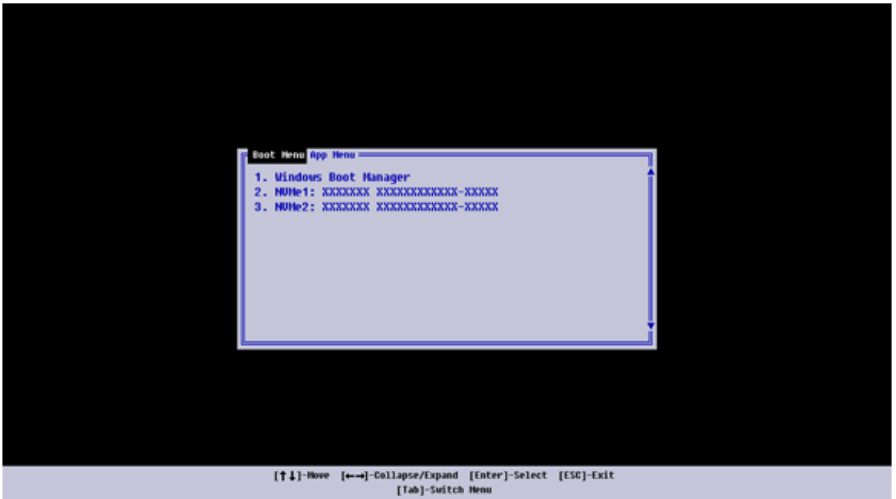 Boot Menu App Menu
1. Windows Boot Manager
2. NVMe1: XXXXXXX XXXXXXXXXXXX-XXXXX
3. NVMe2: XXXXXXX XXXXXXXXXXXX-XXXXX
[↑↓]-Move [←→]-Collapse/Expand [Enter]-Select [ESC]-Exit
[Tab]-Switch Menu